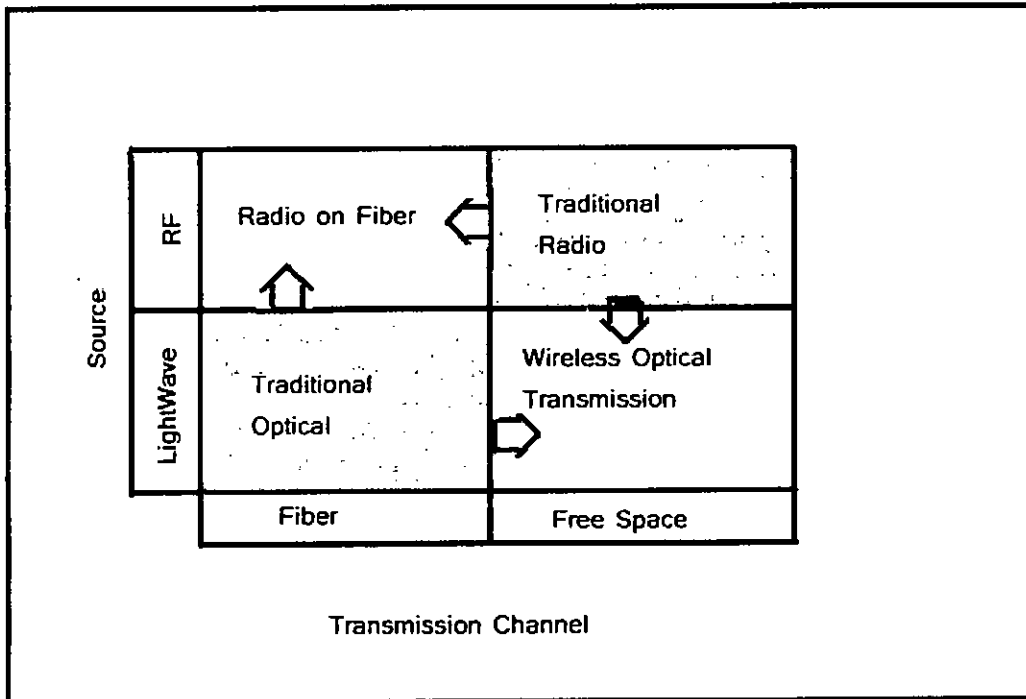 Source
RF
Radio on Fiber
Traditional
Radio
LightWave
Traditional
Optical
Wireless Optical
Transmission
Fiber
Free Space
Transmission Channel